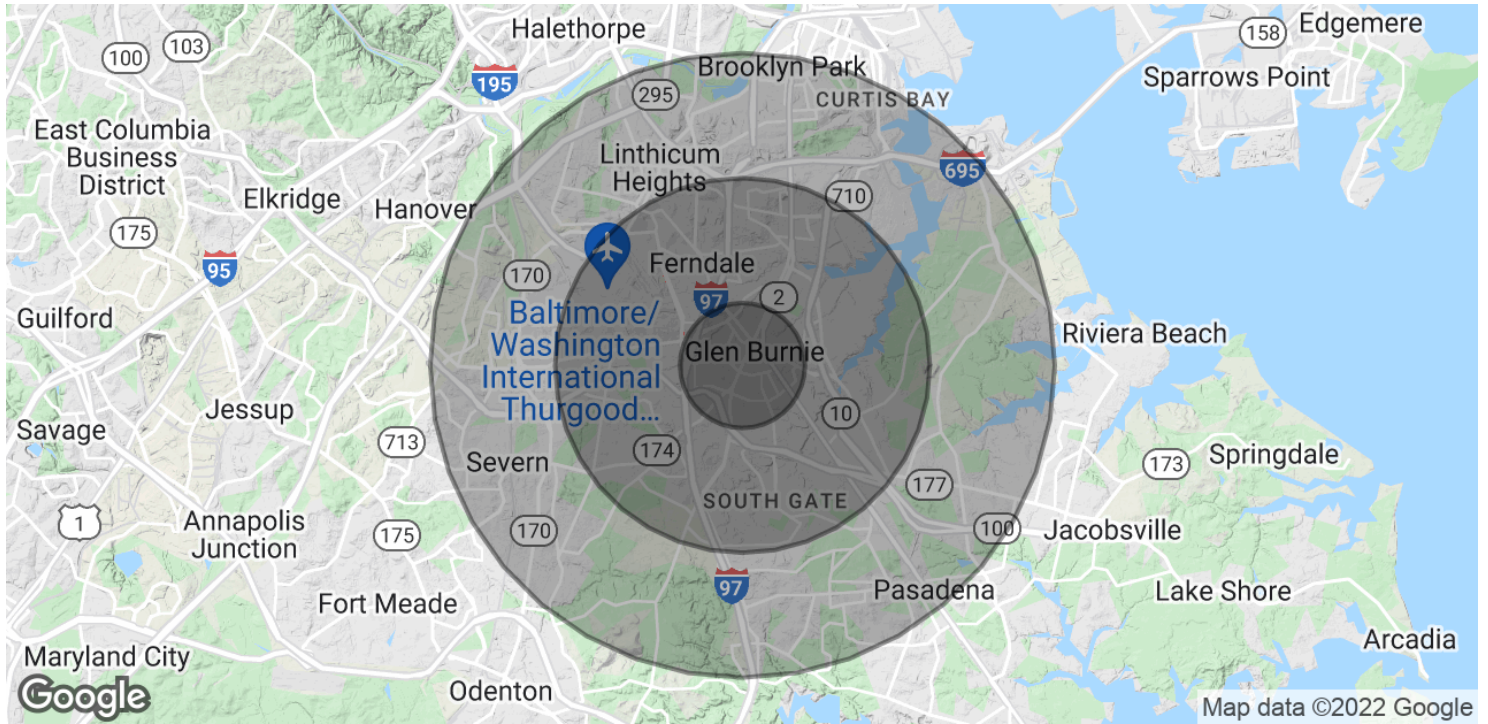 Halethorpe
Edgemere
103
158
100
195
Brooklyn Park
Sparrows Point
295
CURTIS BAY
East Columbia
Business
District
Linthicum
Heights
695
Elkridge
710
Hanover
175
Ferndale
95
170
97
2
Baltimore/
Washington
International
Thurgood...
Guilford
Riviera Beach
Glen Burnie
Jessup
10
Savage
713
174
Severn
173
Springdale
177
SOUTH GATE
1
Annapolis
Junction
175
170
100
Jacobsville
97
Pasadena
Lake Shore
Fort Meade
Arcadia
Maryland City
Odenton
Google
Map data ©2022 Google